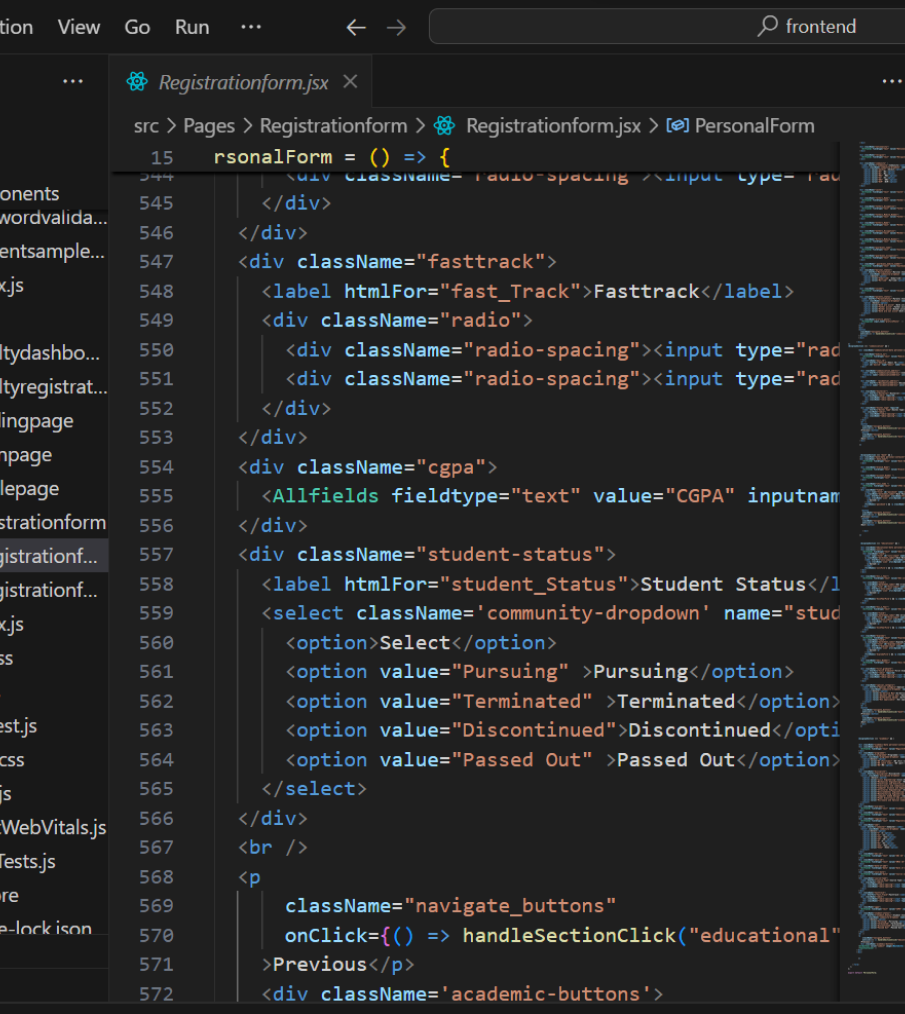 tion View Go Run ··· ← → frontend
··· Registrationform.jsx × ···
src > Pages > Registrationform > Registrationform.jsx > PersonalForm
onents
wordvalida...
entsample...
x.js
ltydashbo...
ltyregistrat...
lingpage
npage
lepage
strationform
gistrationf...
gistrationf...
x.js
ss
est.js
css
js
tWebVitals.js
Tests.js
re
e-lock.json
15 rsonalForm = () => {
544 <div className="radio-spacing"><input type="rad
545 </div>
546 </div>
547 <div className="fasttrack">
548 <label htmlFor="fast_Track">Fasttrack</label>
549 <div className="radio">
550 <div className="radio-spacing"><input type="rad
551 <div className="radio-spacing"><input type="rad
552 </div>
553 </div>
554 <div className="cgpa">
555 <Allfields fieldtype="text" value="CGPA" inputnam
556 </div>
557 <div className="student-status">
558 <label htmlFor="student_Status">Student Status</l
559 <select className='community-dropdown' name="stud
560 <option>Select</option>
561 <option value="Pursuing" >Pursuing</option>
562 <option value="Terminated" >Terminated</option>
563 <option value="Discontinued">Discontinued</opti
564 <option value="Passed Out" >Passed Out</option>
565 </select>
566 </div>
567 <br />
568 <p
569 className="navigate_buttons"
570 onClick={() => handleSectionClick("educational"
571 >Previous</p>
572 <div className='academic-buttons'>